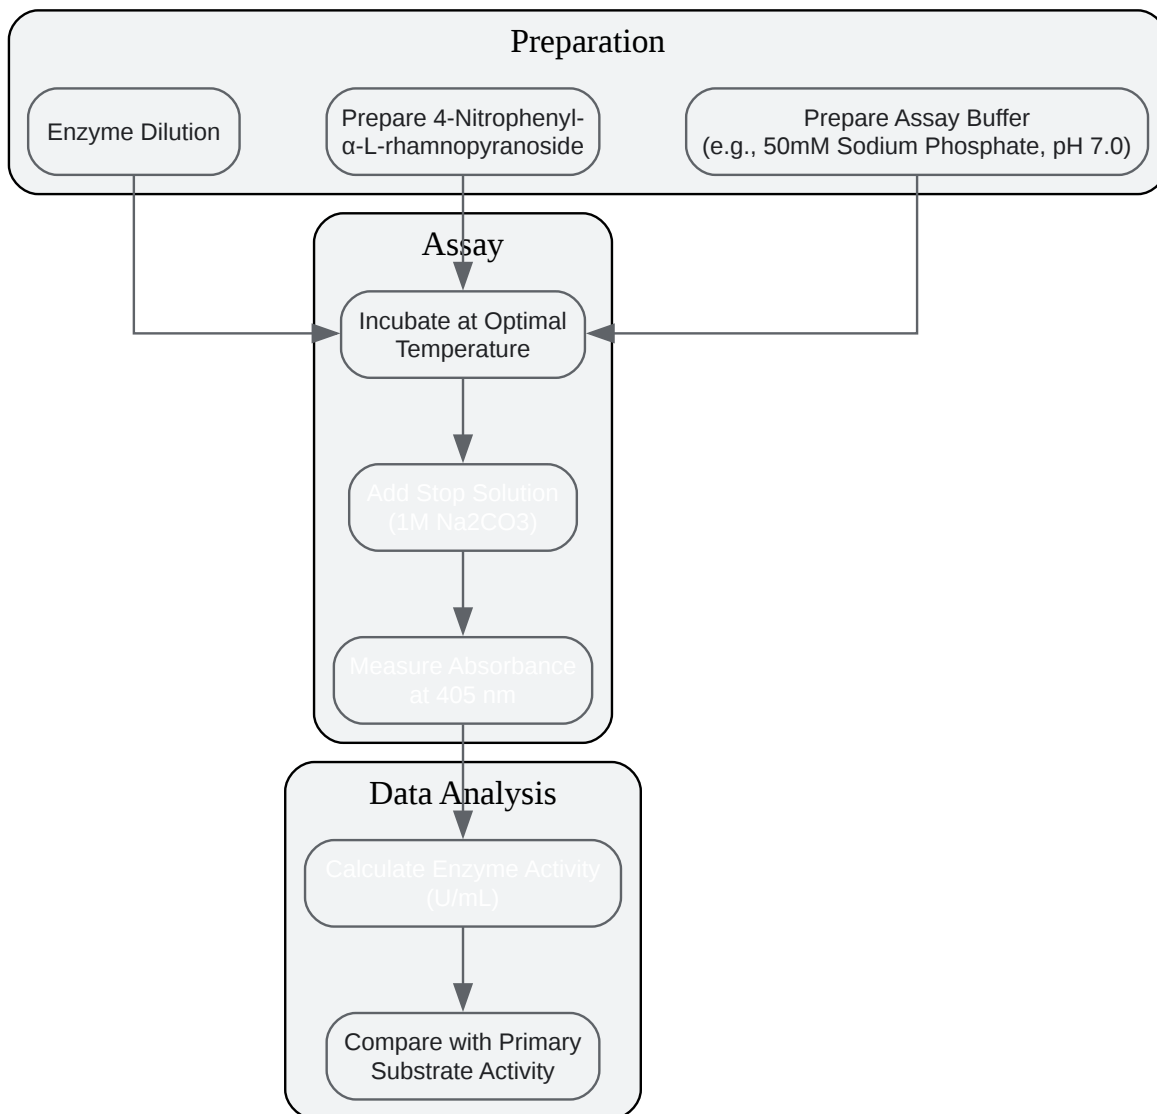 Preparation
Enzyme Dilution
Prepare 4-Nitrophenyl-
α-L-rhamnopyranoside
Prepare Assay Buffer
(e.g., 50mM Sodium Phosphate, pH 7.0)
Assay
Incubate at Optimal
Temperature
Add Stop Solution
(1M Na2CO3)
Measure Absorbance
at 405 nm
Data Analysis
Calculate Enzyme Activity
(U/mL)
Compare with Primary
Substrate Activity